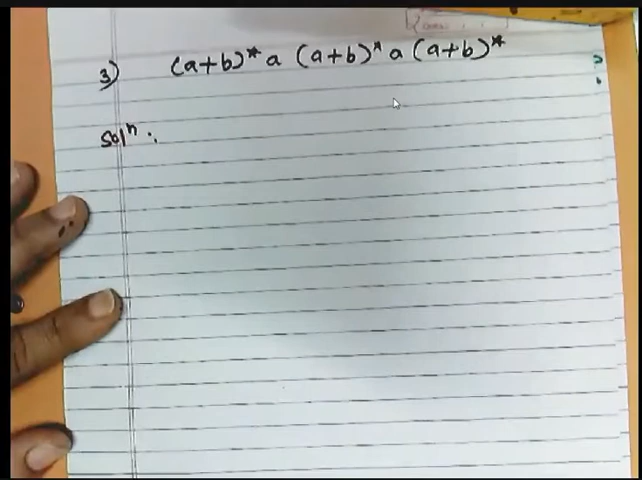 3) (a+b)* a (a+b)* a (a+b)*
Solⁿ :